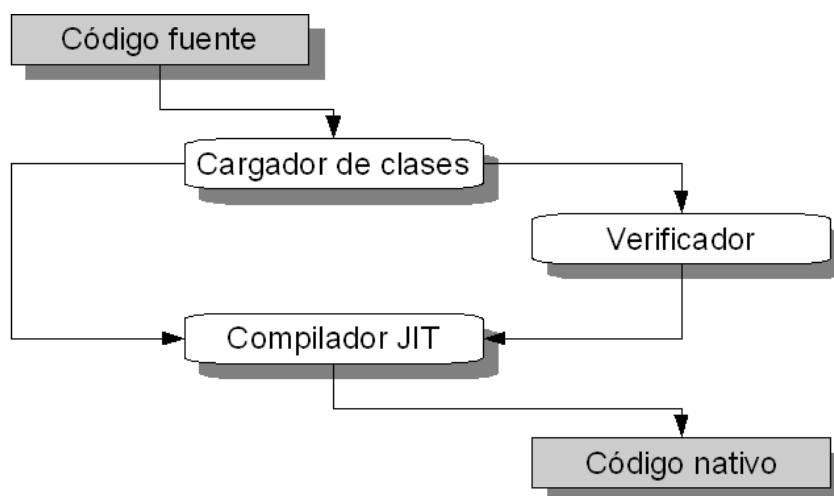 Código fuente
Cargador de clases
Verificador
Compilador JIT
Código nativo